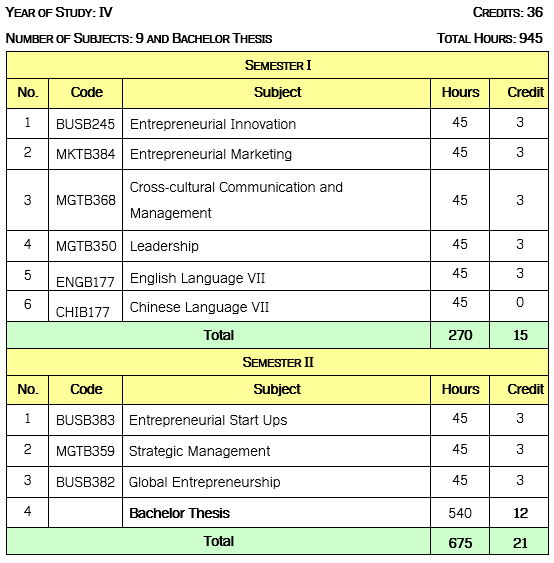 YEAR OF STUDY: IV CREDITS: 36
NUMBER OF SUBJECTS: 9 AND BACHELOR THESIS TOTAL HOURS: 945
SEMESTER I
No. Code Subject Hours Credit
1 BUSB245 Entrepreneurial Innovation 45 3
2 MKTB384 Entrepreneurial Marketing 45 3
3 MGTB368 Cross-cultural Communication and Management 45 3
4 MGTB350 Leadership 45 3
5 ENGB177 English Language VII 45 3
6 CHIB177 Chinese Language VII 45 0
Total 270 15
SEMESTER II
No. Code Subject Hours Credit
1 BUSB383 Entrepreneurial Start Ups 45 3
2 MGTB359 Strategic Management 45 3
3 BUSB382 Global Entrepreneurship 45 3
4 Bachelor Thesis 540 12
Total 675 21